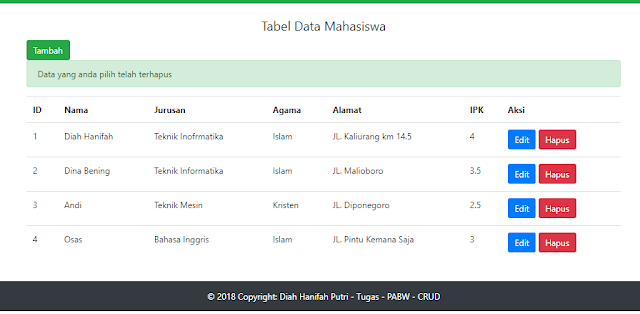 Tabel Data Mahasiswa
Tambah
Data yang anda pilih telah terhapus
ID Nama Jurusan Agama Alamat IPK Aksi
1 Diah Hanifah Teknik Inofrmatika Islam JL. Kaliurang km 14.5 4 Edit Hapus
2 Dina Bening Teknik Informatika Islam JL. Malioboro 3.5 Edit Hapus
3 Andi Teknik Mesin Kristen JL. Diponegoro 2.5 Edit Hapus
4 Osas Bahasa Inggris Islam JL. Pintu Kemana Saja 3 Edit Hapus
© 2018 Copyright: Diah Hanifah Putri - Tugas - PABW - CRUD